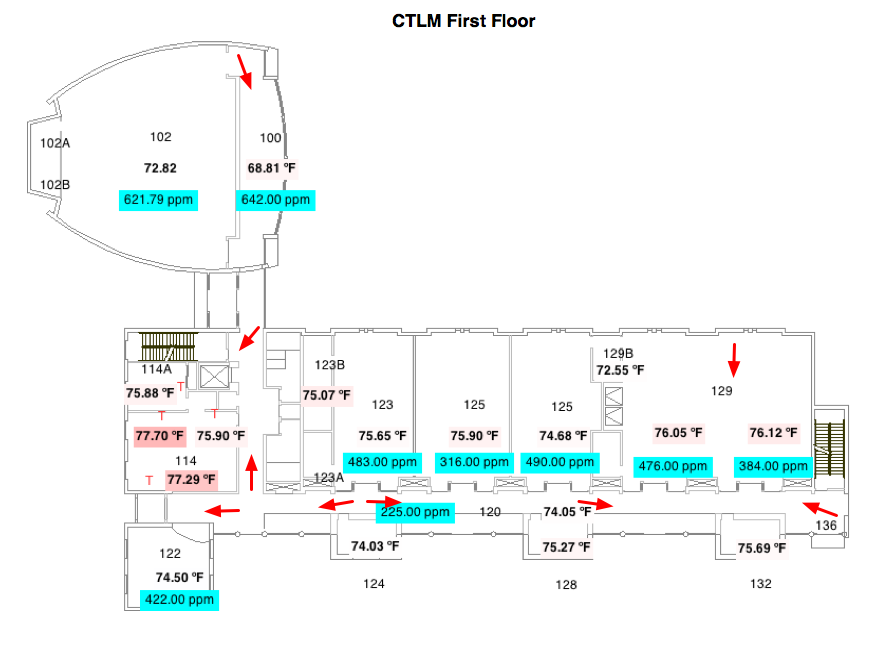 CTLM First Floor
102A
102
100
72.82
68.81 ºF
102B
621.79 ppm
642.00 ppm
114A
123B
129B
72.55 ºF
T
75.88 ºF
75.07 ºF
129
123
125
125
T
T
77.70 ºF
75.90 ºF
75.65 ºF
75.90 ºF
74.68 ºF
76.05 ºF
76.12 ºF
114
483.00 ppm
316.00 ppm
490.00 ppm
476.00 ppm
384.00 ppm
T
77.29 ºF
123A
225.00 ppm
120
74.05 ºF
136
122
74.03 ºF
75.27 ºF
75.69 ºF
74.50 ºF
124
128
132
422.00 ppm